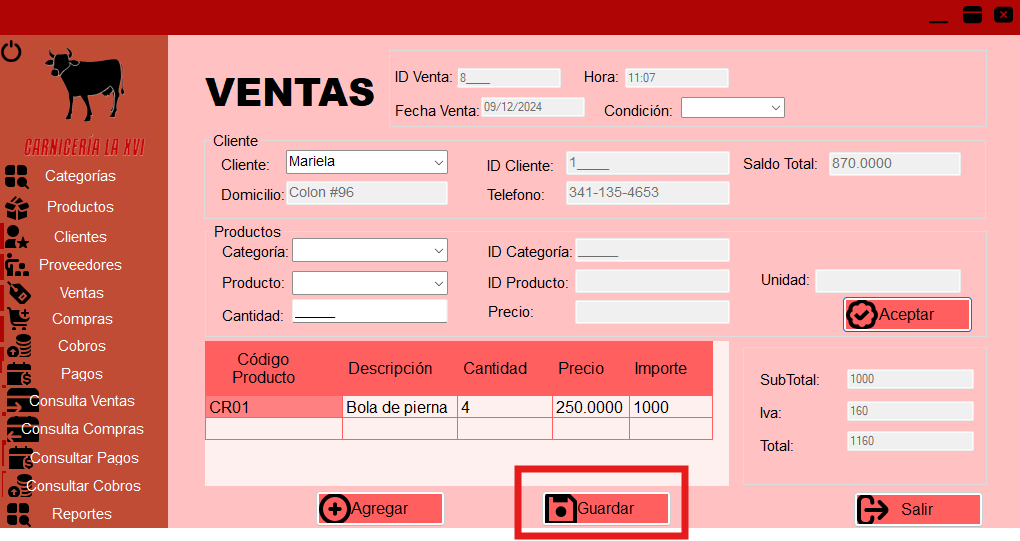 CARNICERÍA LA XVI
Categorías
Productos
Clientes
Proveedores
Ventas
Compras
Cobros
Pagos
Consulta Ventas
Consulta Compras
Consultar Pagos
Consultar Cobros
Reportes
VENTAS
ID Venta: 8____ Hora: 11:07
Fecha Venta: 09/12/2024 Condición:
Cliente
Cliente: Mariela ID Cliente: 1____ Saldo Total: 870.0000
Domicilio: Colon #96 Telefono: 341-135-4653
Productos
Categoría: ID Categoría: _____
Producto: ID Producto: Unidad:
Cantidad: _____ Precio:
Aceptar
Código Producto Descripción Cantidad Precio Importe
CR01 Bola de pierna 4 250.0000 1000
SubTotal: 1000
Iva: 160
Total: 1160
Agregar Guardar Salir